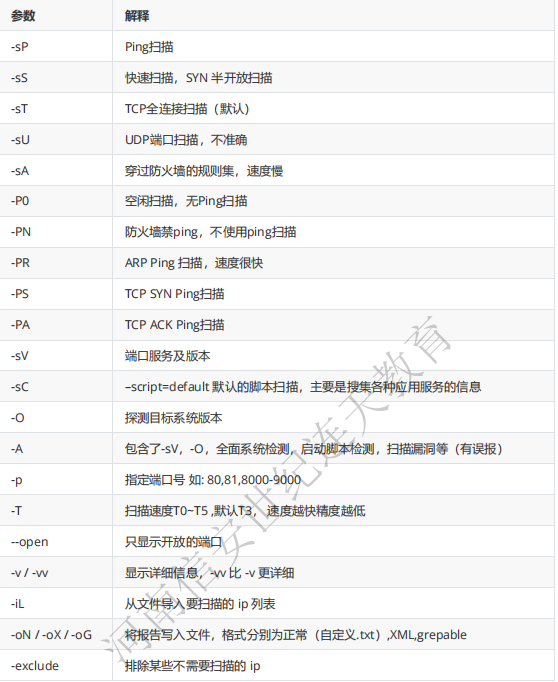 参数 解释
-sP Ping扫描
-sS 快速扫描，SYN 半开放扫描
-sT TCP全连接扫描（默认）
-sU UDP端口扫描，不准确
-sA 穿过防火墙的规则集，速度慢
-P0 空闲扫描，无Ping扫描
-PN 防火墙禁ping，不使用ping扫描
-PR ARP Ping 扫描，速度很快
-PS TCP SYN Ping扫描
-PA TCP ACK Ping扫描
-sV 端口服务及版本
-sC –script=default 默认的脚本扫描，主要是搜集各种应用服务的信息
-O 探测目标系统版本
-A 包含了-sV，-O，全面系统检测，启动脚本检测，扫描漏洞等（有误报）
-p 指定端口号 如: 80,81,8000-9000
-T 扫描速度T0~T5 ,默认T3， 速度越快精度越低
--open 只显示开放的端口
-v / -vv 显示详细信息，-vv 比 -v 更详细
-iL 从文件导入要扫描的 ip 列表
-oN / -oX / -oG 将报告写入文件，格式分别为正常（自定义.txt）,XML,grepable
-exclude 排除某些不需要扫描的 ip
河南信安世纪连天教育